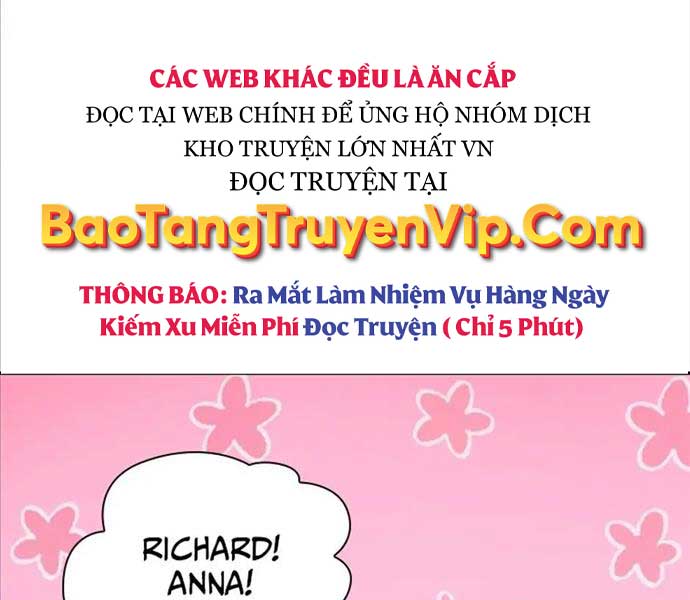 CÁC WEB KHÁC ĐỀU LÀ ĂN CẮP
ĐỌC TẠI WEB CHÍNH ĐỂ ỦNG HỘ NHÓM DỊCH
KHO TRUYỆN LỚN NHẤT VN
ĐỌC TRUYỆN TẠI
BaoTangTruyenVip.Com
THÔNG BÁO: Ra Mắt Làm Nhiệm Vụ Hàng Ngày
Kiếm Xu Miễn Phí Đọc Truyện ( Chỉ 5 Phút)
RICHARD!
ANNA!